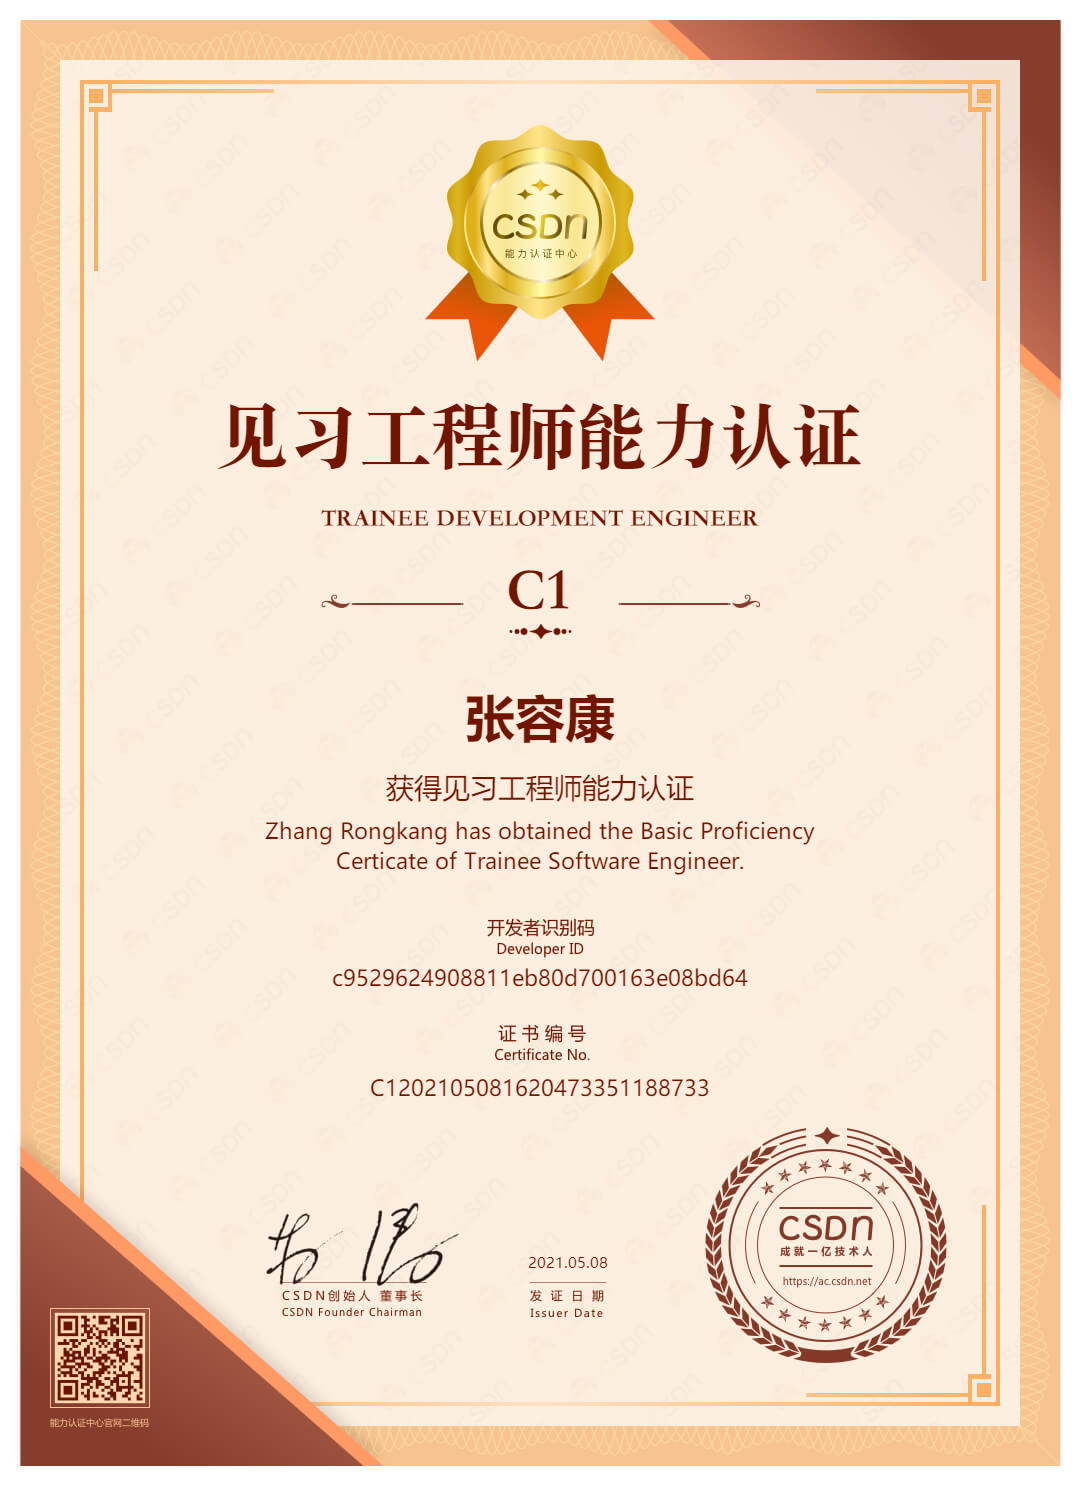 CSDN
能力认证中心
见习工程师能力认证
TRAINEE DEVELOPMENT ENGINEER
C1
张容康
获得见习工程师能力认证
Zhang Rongkang has obtained the Basic Proficiency
Certicate of Trainee Software Engineer.
开发者识别码
Developer ID
c9529624908811eb80d700163e08bd64
证书编号
Certificate No.
C1202105081620473351188733
CSDN创始人 董事长
CSDN Founder Chairman
2021.05.08
发证日期
Issuer Date
CSDN
成就一亿技术人
https://ac.csdn.net
能力认证中心官网二维码